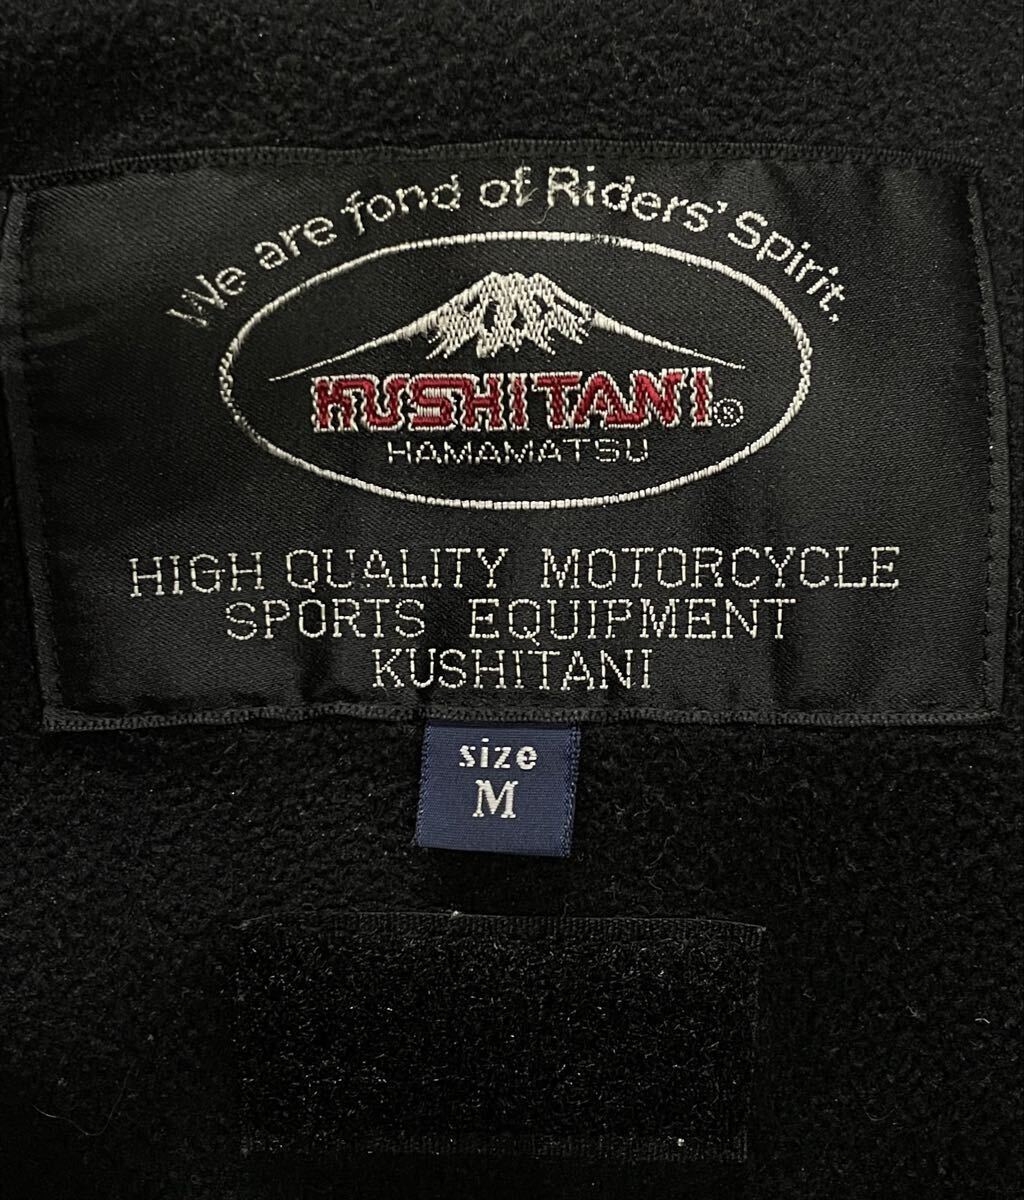 We are fond of Riders' Spirit.
KUSHITANI®
HAMAMATSU
HIGH QUALITY MOTORCYCLE
SPORTS EQUIPMENT
KUSHITANI
size
M